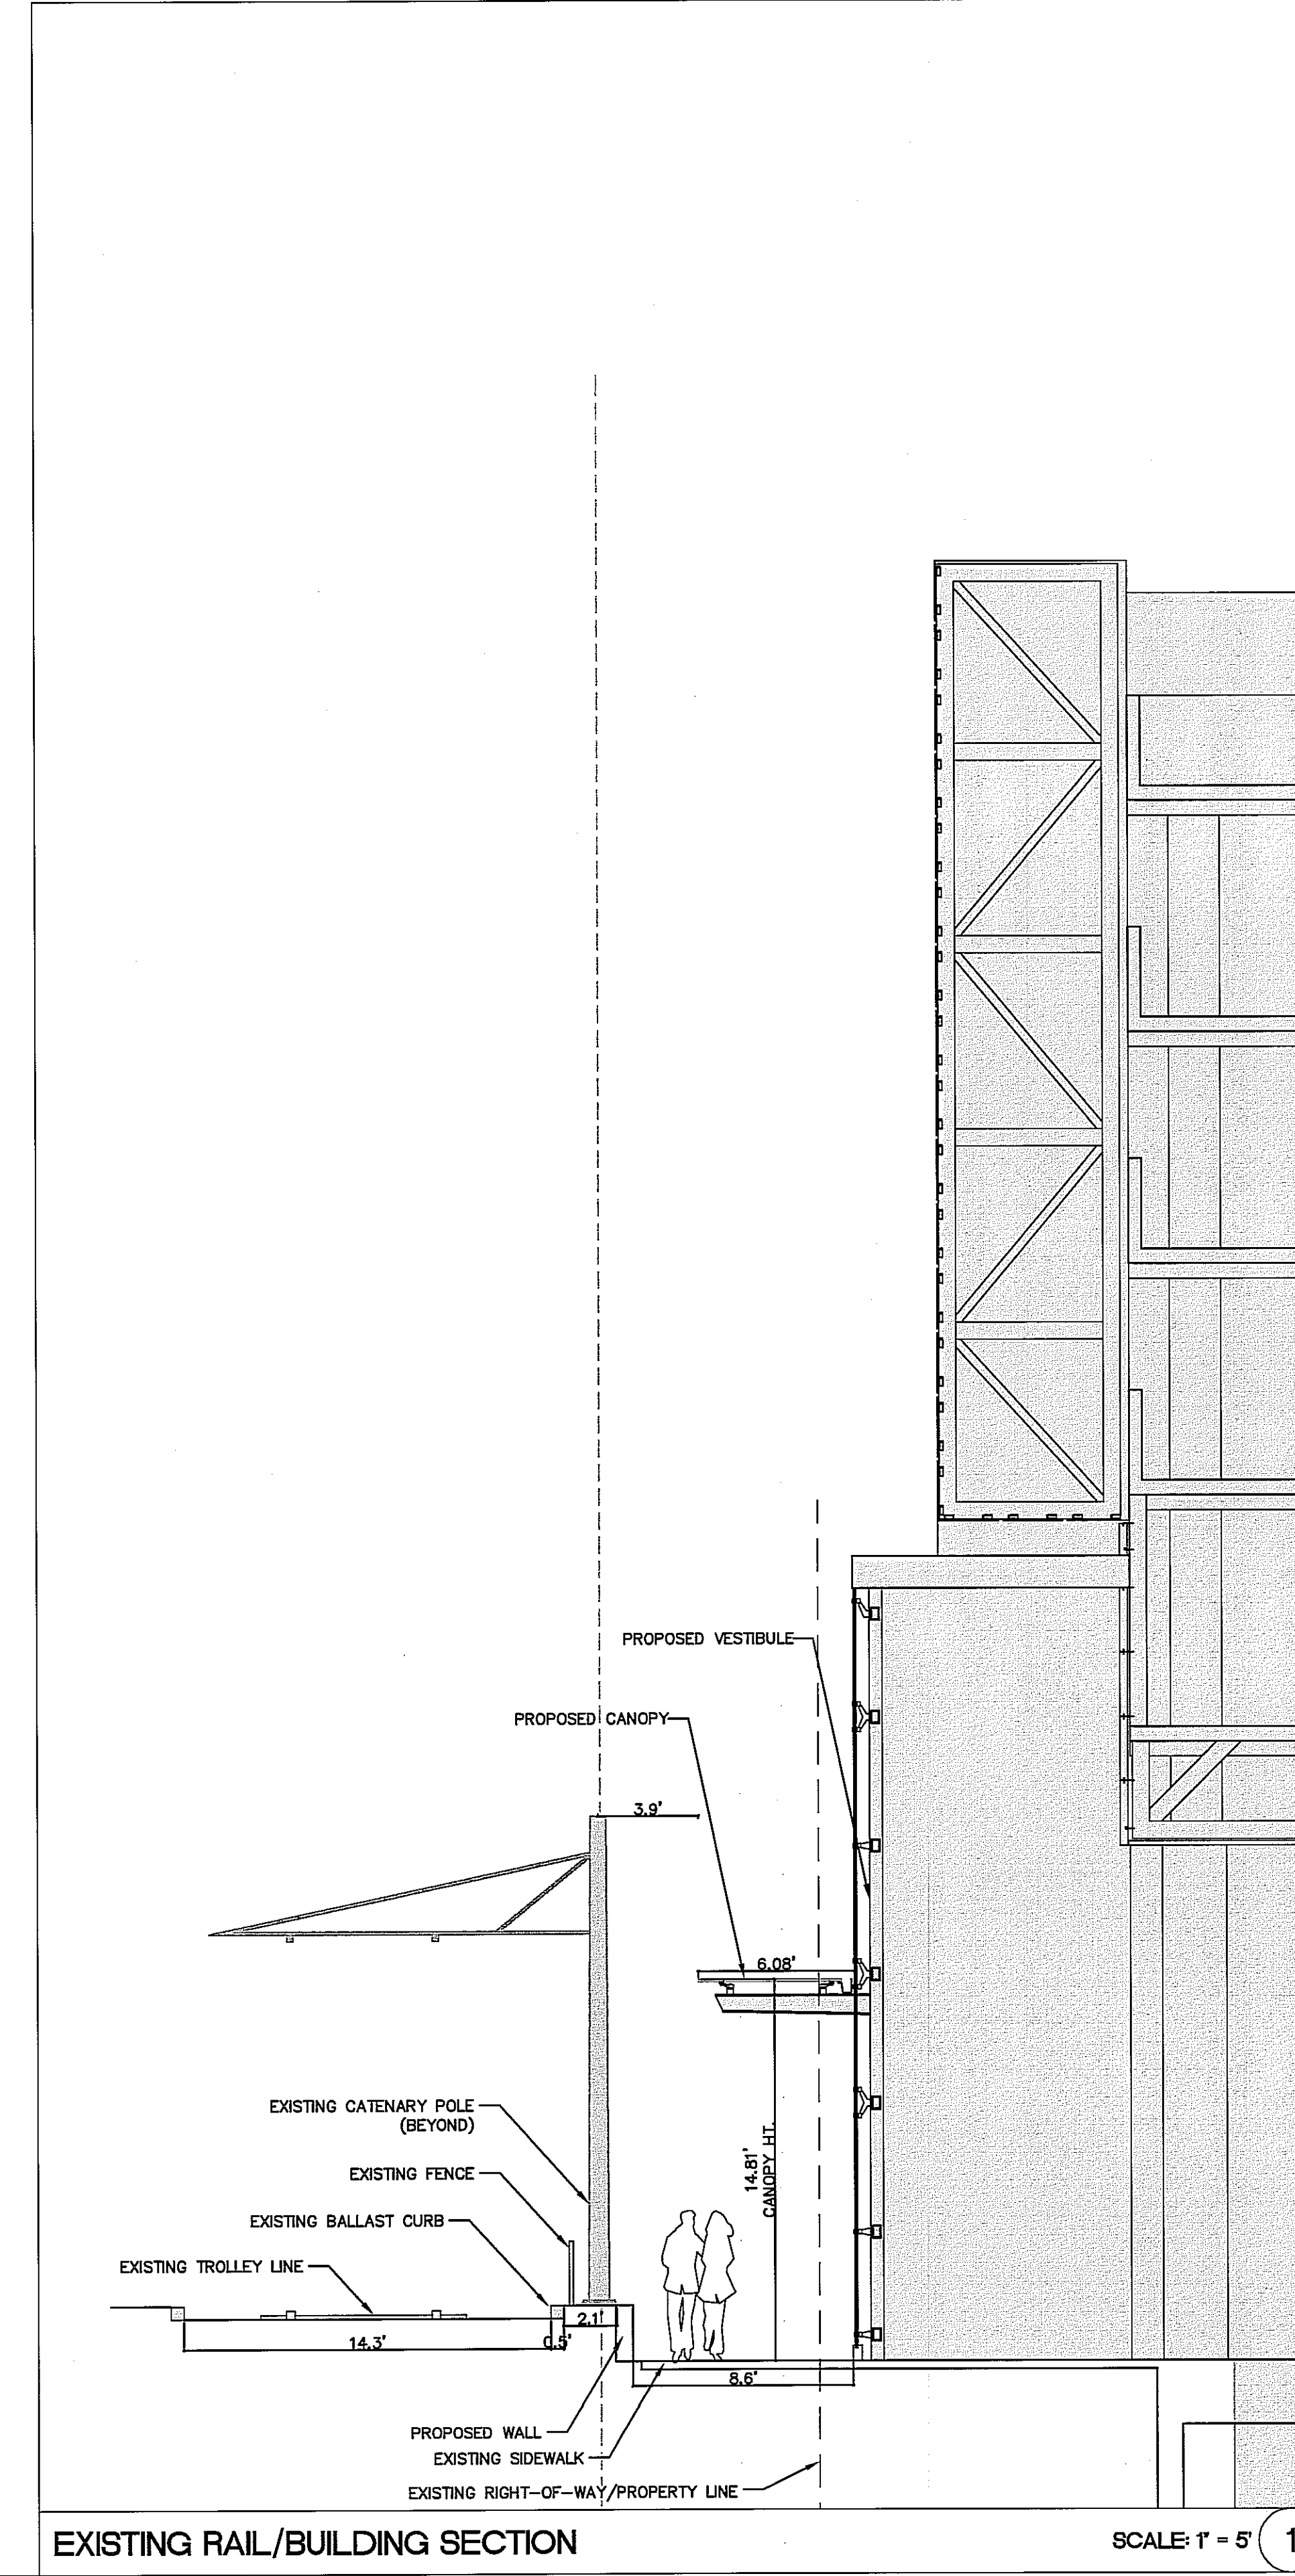 PROPOSED VESTIBULE
PROPOSED CANOPY
3.9'
6.08'
EXISTING CATENARY POLE
(BEYOND)
14.81'
CANOPY HT.
EXISTING FENCE
EXISTING BALLAST CURB
EXISTING TROLLEY LINE
2.1'
14.3'
0.5'
8.6'
PROPOSED WALL
EXISTING SIDEWALK
EXISTING RIGHT-OF-WAY/PROPERTY LINE
EXISTING RAIL/BUILDING SECTION
SCALE: 1" = 5'
1